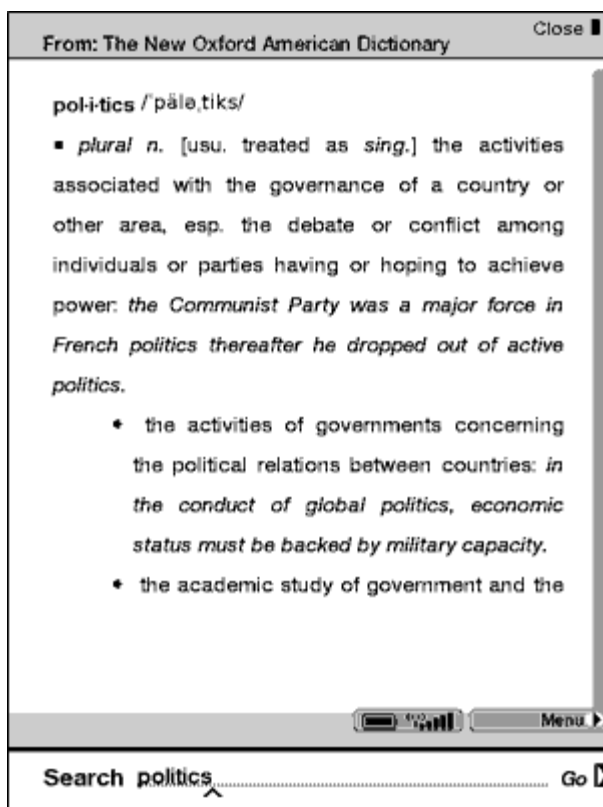 Close
From: The New Oxford American Dictionary
pol·i·tics /ˈpäləˌtiks/
▪ plural n. [usu. treated as sing.] the activities
associated with the governance of a country or
other area, esp. the debate or conflict among
individuals or parties having or hoping to achieve
power: the Communist Party was a major force in
French politics thereafter he dropped out of active
politics.
• the activities of governments concerning
the political relations between countries: in
the conduct of global politics, economic
status must be backed by military capacity.
• the academic study of government and the
Menu
Search politics Go